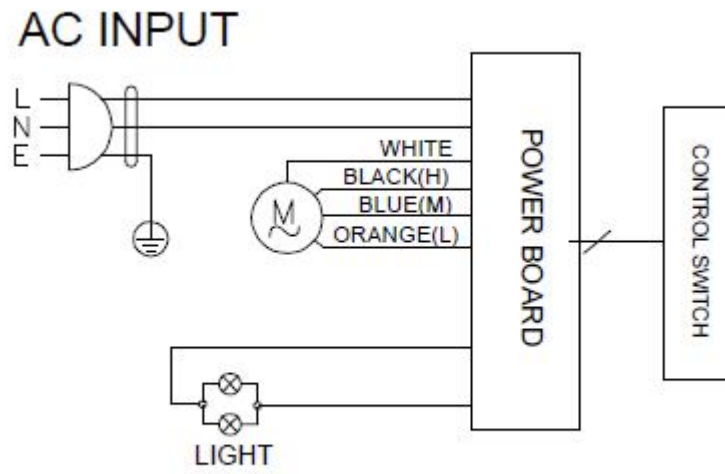 AC INPUT
L
N
E
WHITE
BLACK(H)
BLUE(M)
ORANGE(L)
M
POWER BOARD
CONTROL SWITCH
LIGHT